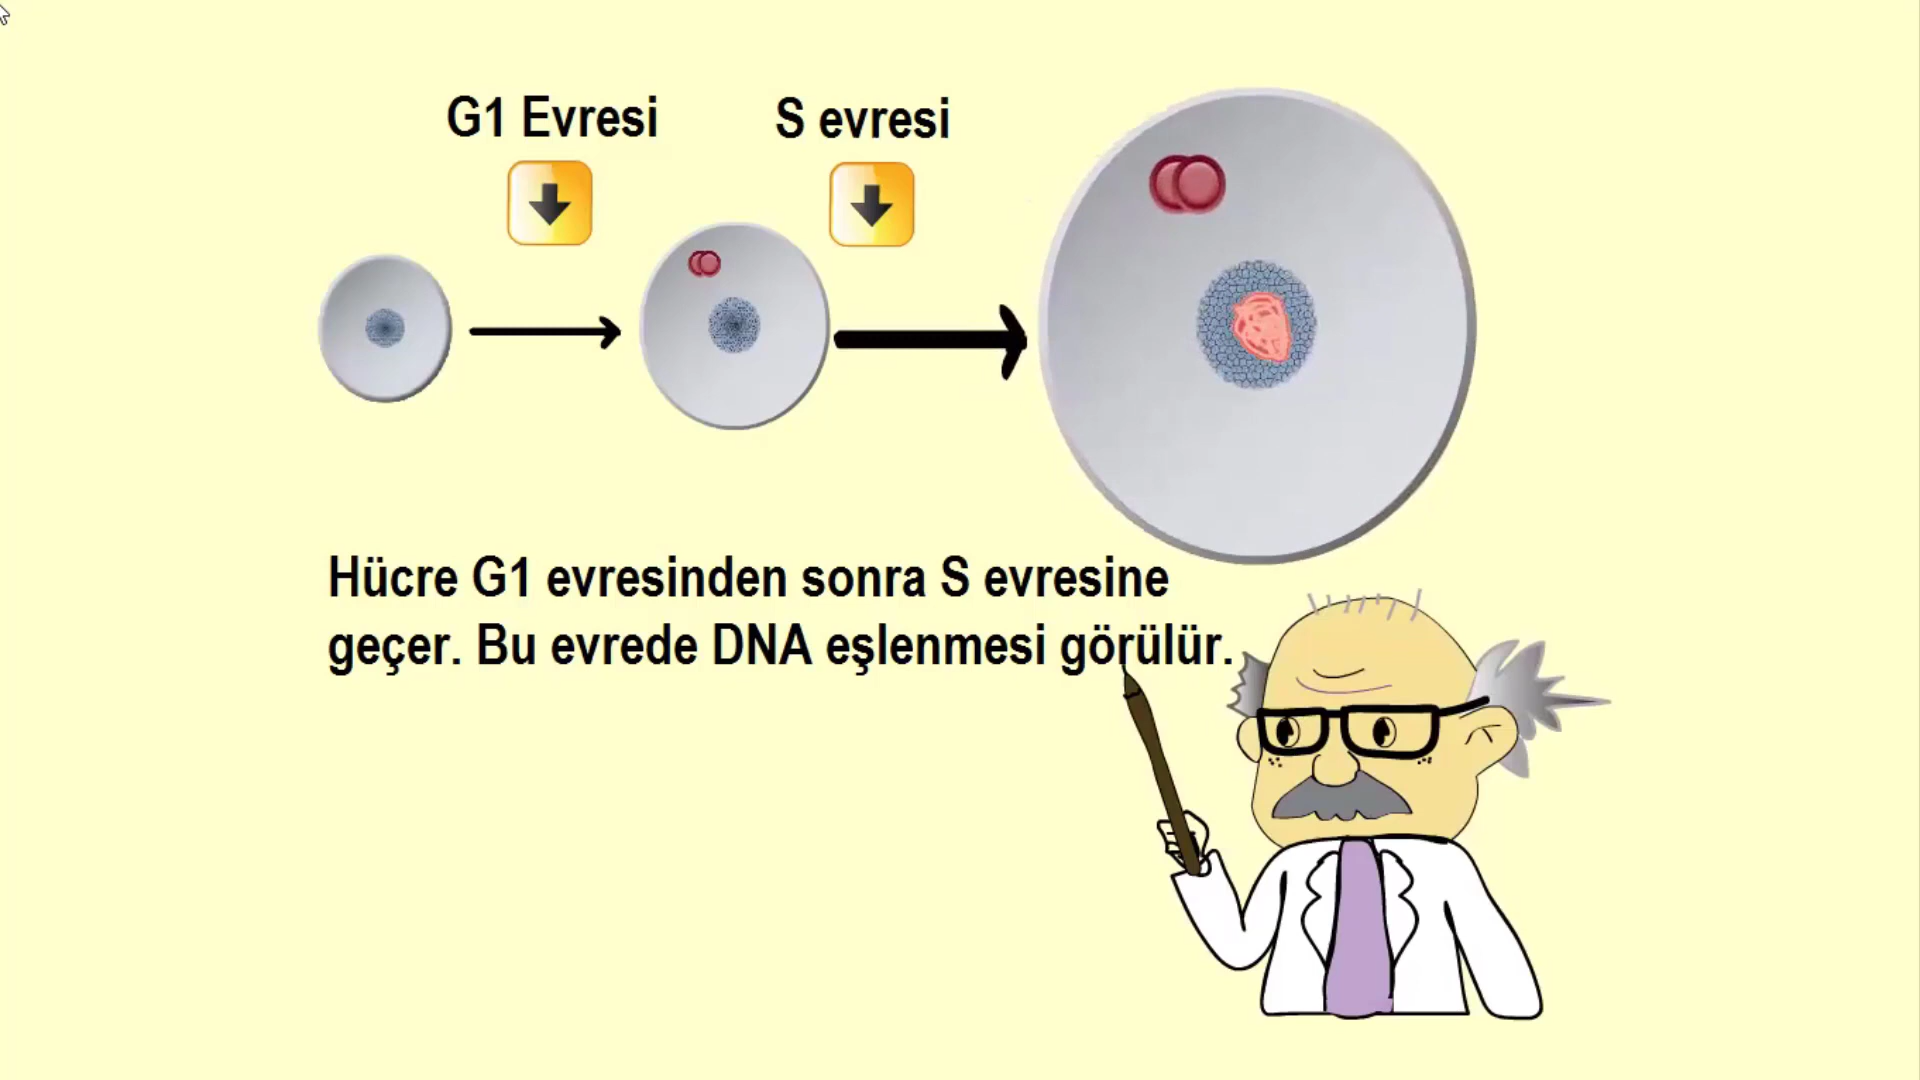 G1 Evresi
S evresi
Hücre G1 evresinden sonra S evresine
geçer. Bu evrede DNA eşlenmesi görülür.